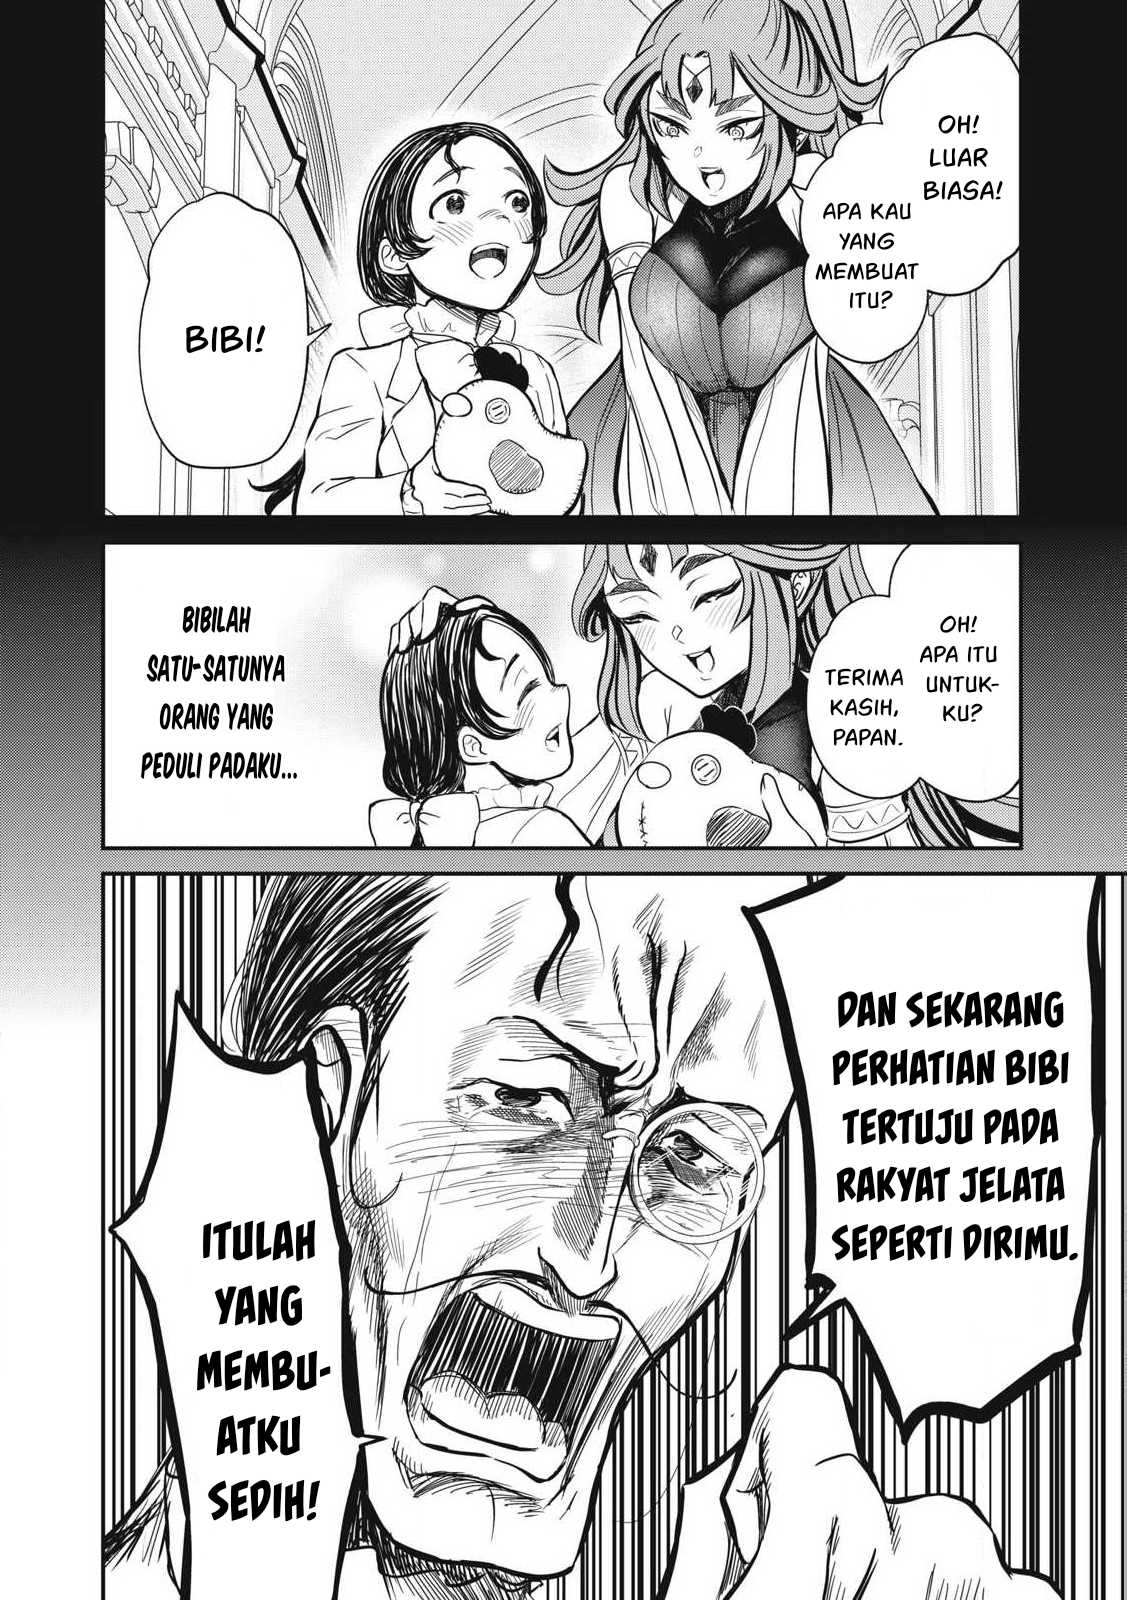 OH!
LUAR
BIASA!
APA KAU
YANG
MEMBUAT
ITU?
BIBI!
OH!
APA ITU
UNTUK-
KU?
TERIMA
KASIH,
PAPAN.
BIBILAH
SATU-SATUNYA
ORANG YANG
PEDULI PADAKU...
DAN SEKARANG
PERHATIAN BIBI
TERTUJU PADA
RAKYAT JELATA
SEPERTI DIRIMU.
ITULAH
YANG
MEMBU-
ATKU
SEDIH!